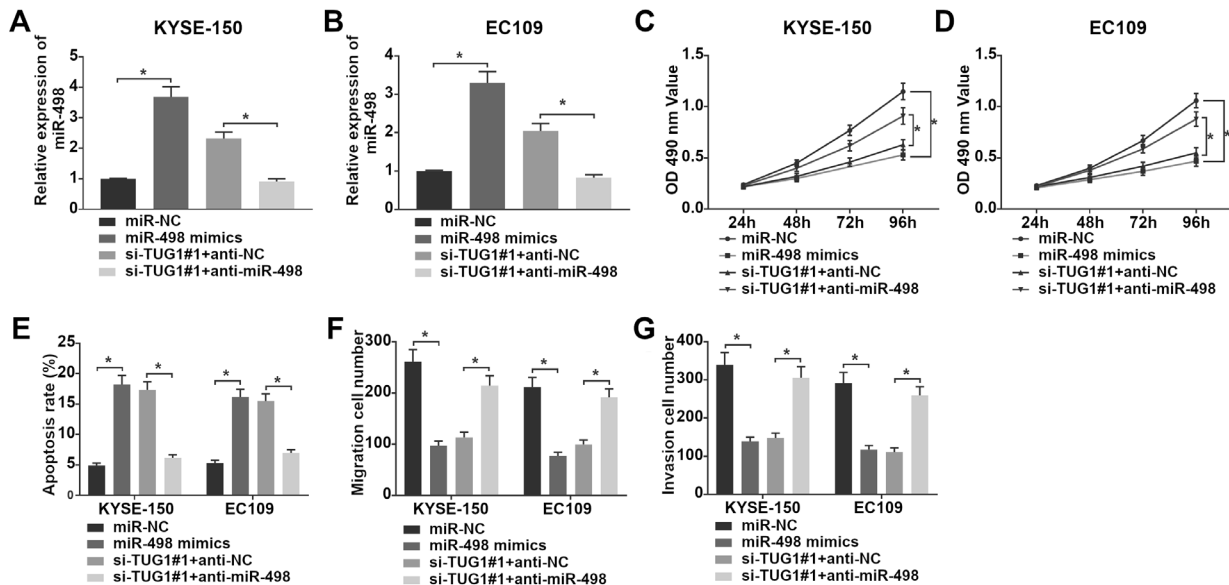 A
KYSE-150
Relative expression of
miR-498
5
4
3
2
1
0
*
*
miR-NC
miR-498 mimics
si-TUG1#1+anti-NC
si-TUG1#1+anti-miR-498
B
EC109
Relative expression of
miR-498
4
3
2
1
0
*
*
miR-NC
miR-498 mimics
si-TUG1#1+anti-NC
si-TUG1#1+anti-miR-498
C
KYSE-150
OD 490 nm Value
1.5
1.0
0.5
0.0
24h 48h 72h 96h
*
*
miR-NC
miR-498 mimics
si-TUG1#1+anti-NC
si-TUG1#1+anti-miR-498
D
EC109
OD 490 nm Value
1.5
1.0
0.5
0.0
24h 48h 72h 96h
*
*
miR-NC
miR-498 mimics
si-TUG1#1+anti-NC
si-TUG1#1+anti-miR-498
E
Apoptosis rate (%)
25
20
15
10
5
0
*
*
*
*
KYSE-150 EC109
miR-NC
miR-498 mimics
si-TUG1#1+anti-NC
si-TUG1#1+anti-miR-498
F
Migration cell number
300
200
100
0
*
*
*
*
KYSE-150 EC109
miR-NC
miR-498 mimics
si-TUG1#1+anti-NC
si-TUG1#1+anti-miR-498
G
Invasion cell number
400
300
200
100
0
*
*
*
*
KYSE-150 EC109
miR-NC
miR-498 mimics
si-TUG1#1+anti-NC
si-TUG1#1+anti-miR-498